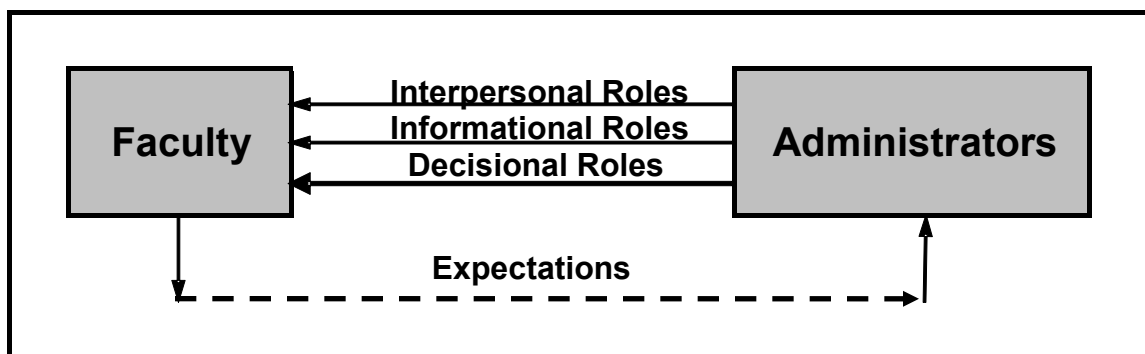 Interpersonal Roles
Faculty
Informational Roles
Administrators
Decisional Roles
Expectations